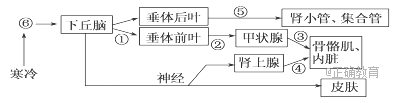 垂体后叶 ⑤ 肾小管、集合管
⑥ 下丘脑
① 垂体前叶 ② 甲状腺 ③ 骨骼肌、
内脏
肾上腺 ④
寒冷 神经
皮肤
@正确教育